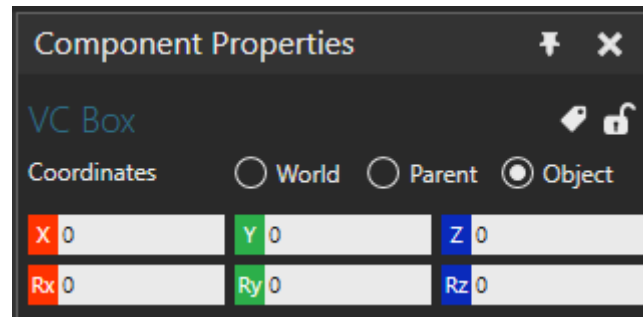 Component Properties
VC Box
Coordinates World Parent Object
X 0 Y 0 Z 0
Rx 0 Ry 0 Rz 0